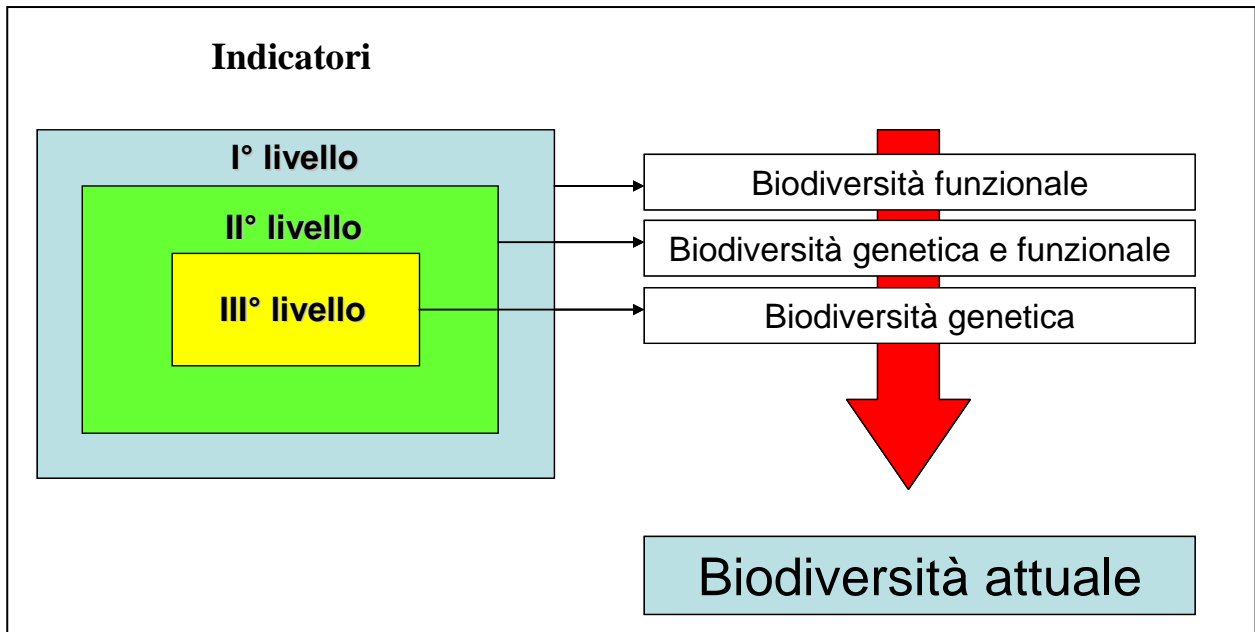 Indicatori
I° livello
II° livello
III° livello
Biodiversità funzionale
Biodiversità genetica e funzionale
Biodiversità genetica
Biodiversità attuale